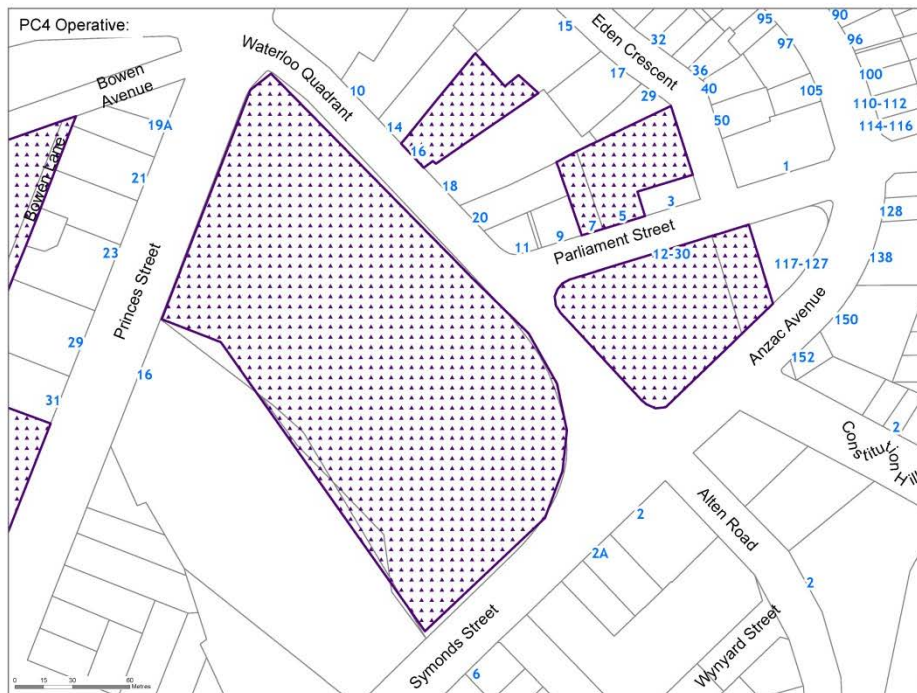 PC4 Operative:
Bowen
Avenue
Waterloo Quadrant
15
Eden Crescent
32
95
90
97
96
17
36
40
10
100
29
105
110-112
19A
50
114-116
14
Bowen Lane
16
1
21
18
20
3
5
7
9
11
128
Parliament Street
12-30
23
117-127
138
Princes Street
Anzac Avenue
150
29
152
16
31
2
Constitution Hill
Alten Road
2
2A
2
Symonds Street
Wynyard Street
6
0 15 30 60
Metres